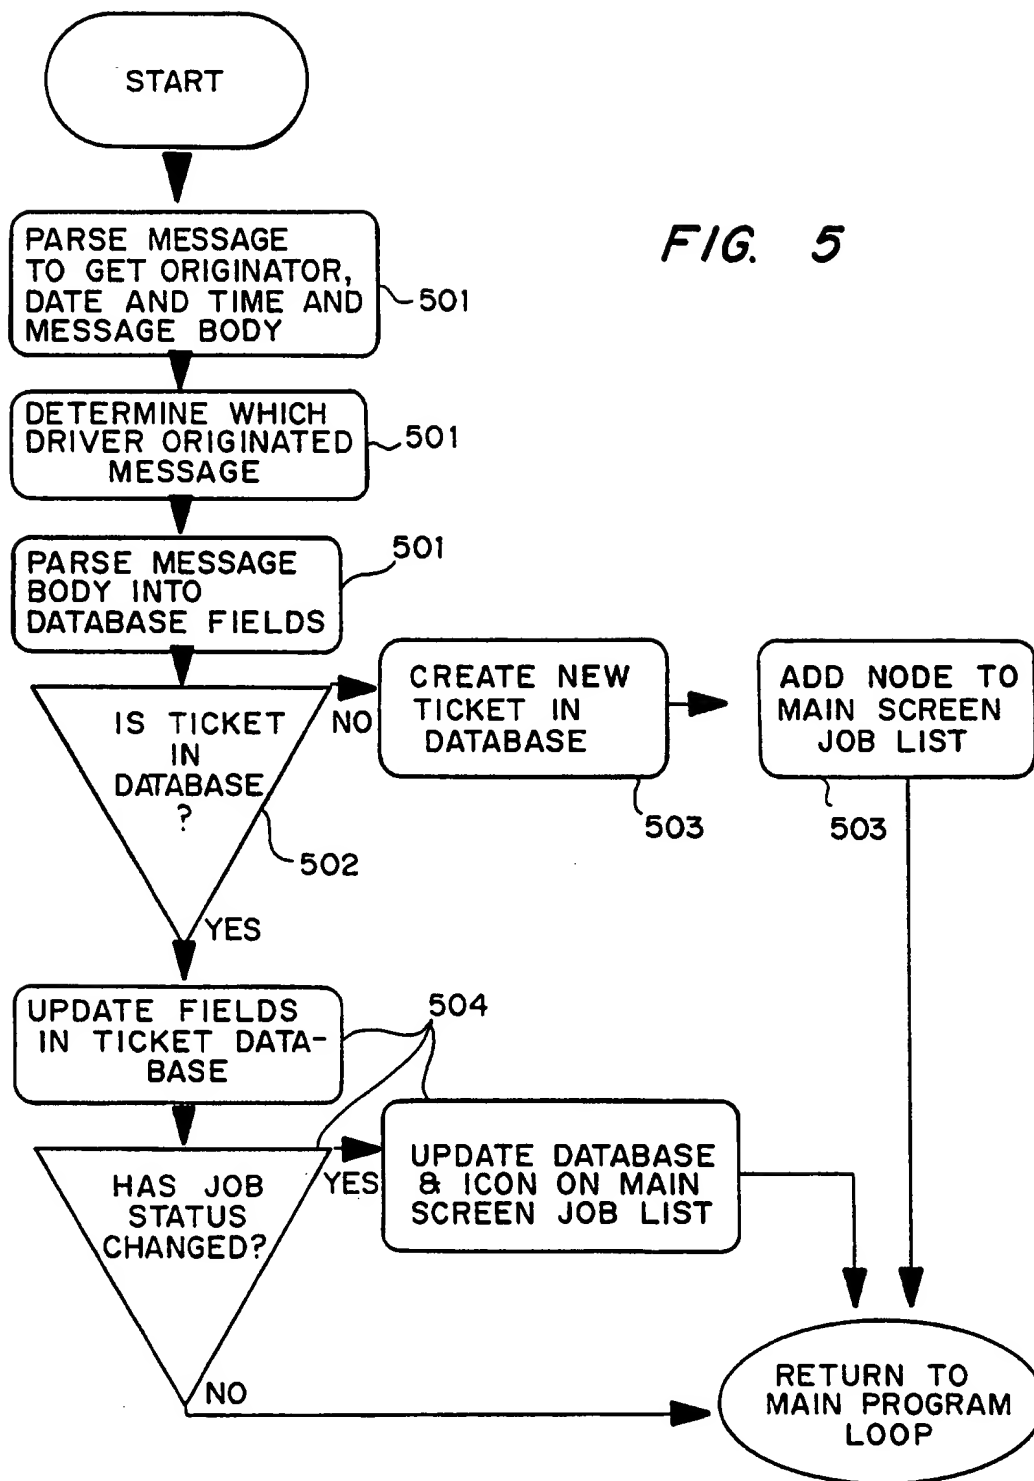 START
FIG. 5
PARSE MESSAGE
TO GET ORIGINATOR,
DATE AND TIME AND
MESSAGE BODY
501
DETERMINE WHICH
DRIVER ORIGINATED
MESSAGE
501
PARSE MESSAGE
BODY INTO
DATABASE FIELDS
501
IS TICKET
IN
DATABASE
?
502
NO
CREATE NEW
TICKET IN
DATABASE
503
ADD NODE TO
MAIN SCREEN
JOB LIST
503
YES
UPDATE FIELDS
IN TICKET DATA-
BASE
504
HAS JOB
STATUS
CHANGED?
YES
UPDATE DATABASE
& ICON ON MAIN
SCREEN JOB LIST
NO
RETURN TO
MAIN PROGRAM
LOOP